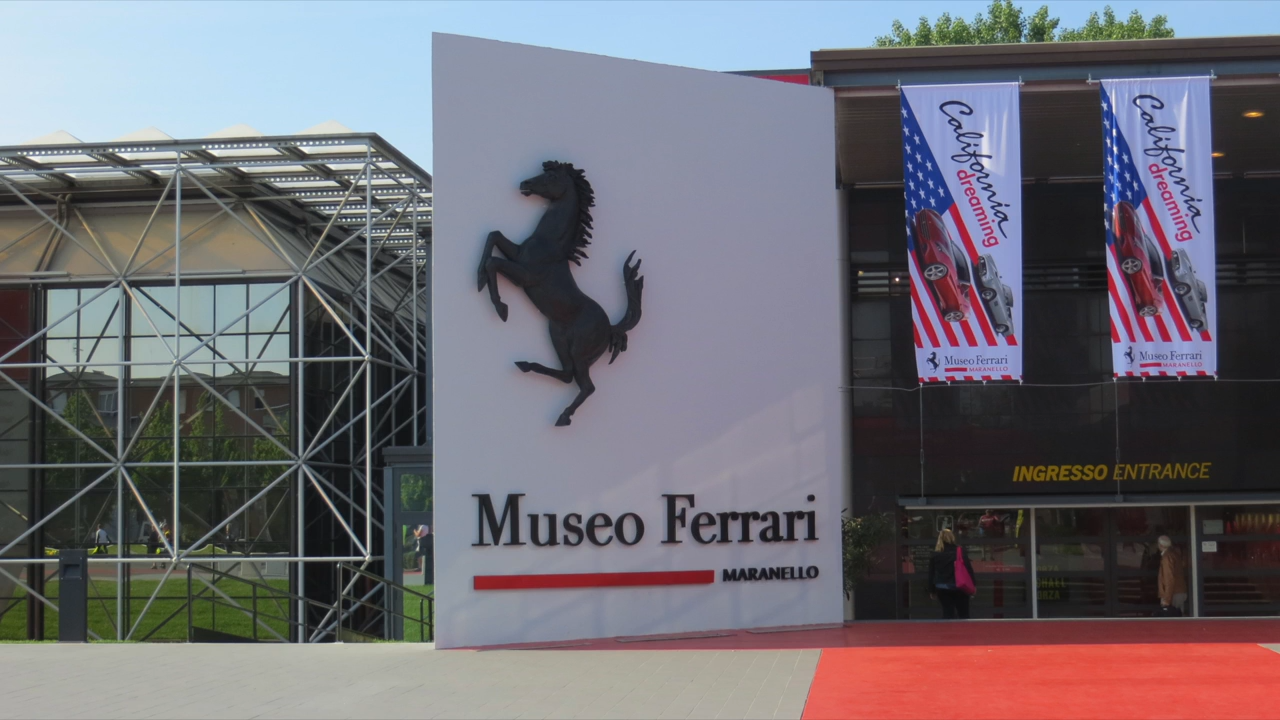 Museo Ferrari
MARANELLO
California
dreaming
Museo Ferrari
MARANELLO
California
dreaming
Museo Ferrari
MARANELLO
INGRESSO ENTRANCE